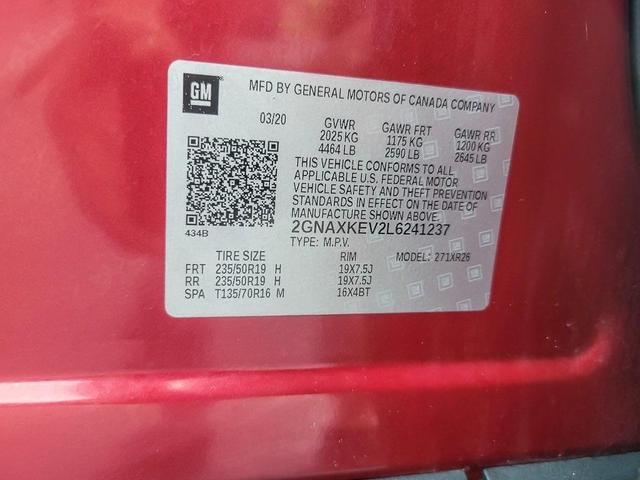 GM
MFD BY GENERAL MOTORS OF CANADA COMPANY
03/20
GVWR GAWR FRT GAWR RR
2025 KG 1175 KG 1200 KG
4464 LB 2590 LB 2645 LB
THIS VEHICLE CONFORMS TO ALL
APPLICABLE U.S. FEDERAL MOTOR
VEHICLE SAFETY AND THEFT PREVENTION
STANDARDS IN EFFECT ON THE DATE OF
MANUFACTURE SHOWN ABOVE.
434B
2GNAXKEV2L6241237
TYPE: M.P.V.
TIRE SIZE RIM MODEL: 271XR26
FRT 235/50R19 H 19X7.5J
RR 235/50R19 H 19X7.5J
SPA T135/70R16 M 16X4BT